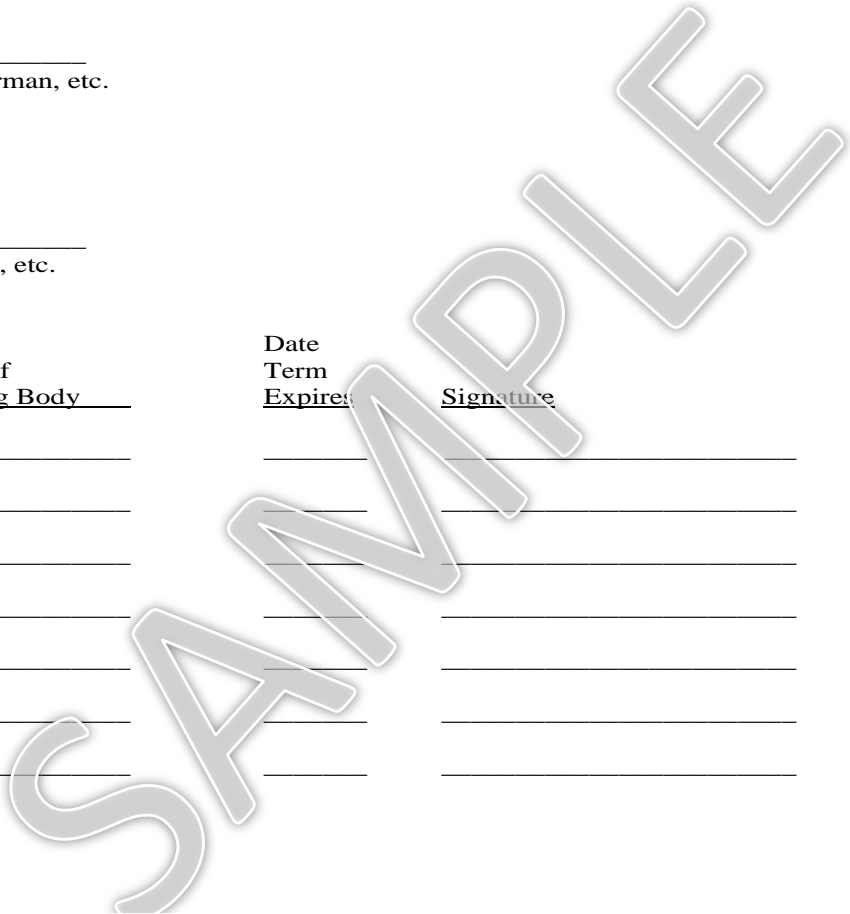 rman, etc.
, etc.
Date
f Term
g Body Expires Signature
SAMPLE